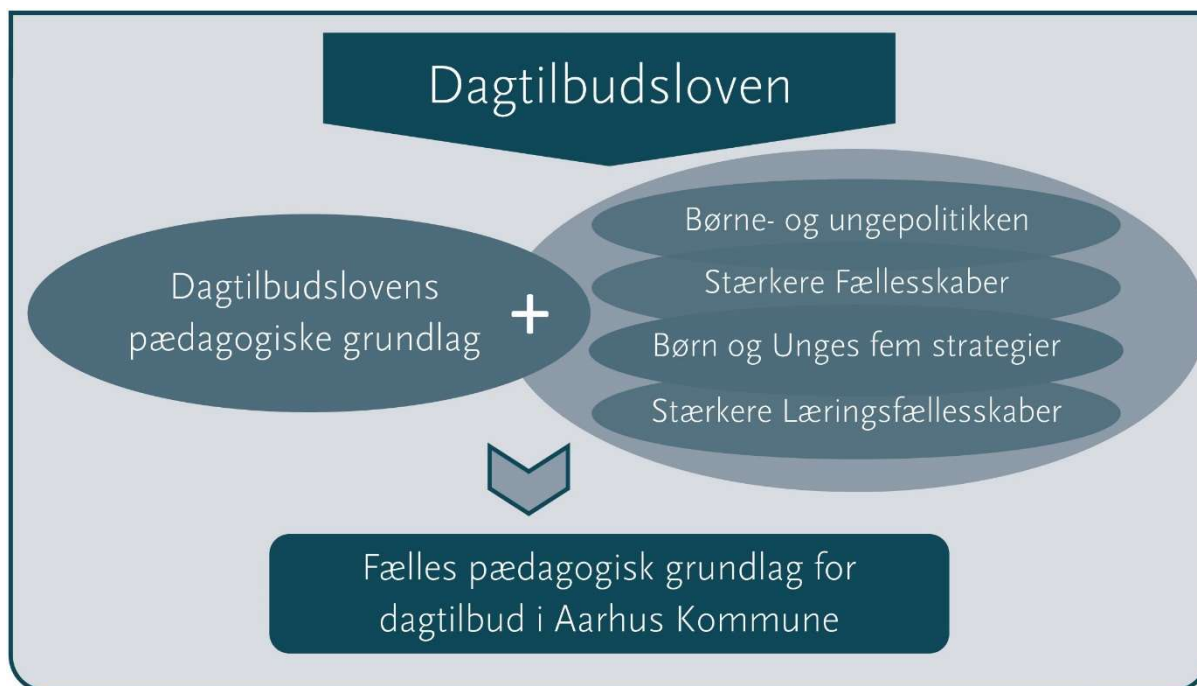 Dagtilbudsloven
Dagtilbudslovens
pædagogiske grundlag
+
Børne- og ungepolitikken
Stærkere Fællesskaber
Børn og Unges fem strategier
Stærkere Læringsfællesskaber
Fælles pædagogisk grundlag for
dagtilbud i Aarhus Kommune